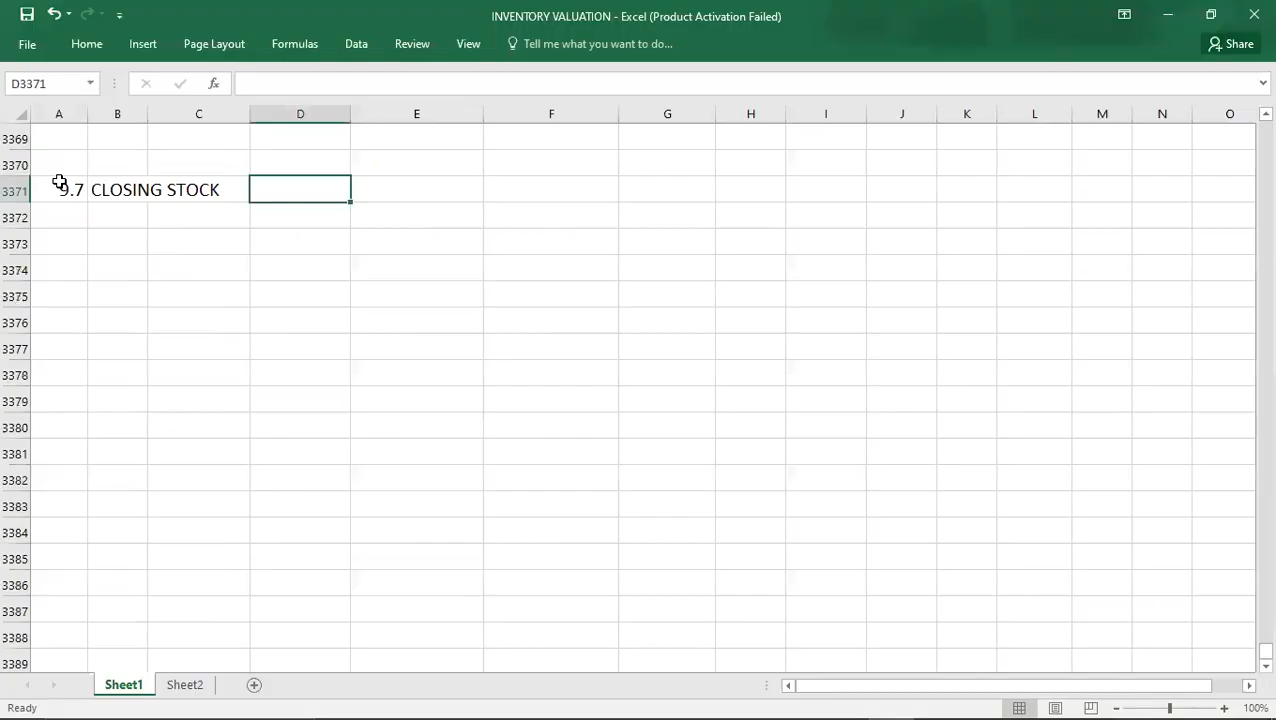 INVENTORY VALUATION - Excel (Product Activation Failed)
File Home Insert Page Layout Formulas Data Review View Tell me what you want to do... Share
D3371 fx
A B C D E F G H I J K L M N O
3369
3370
3371 9.7 CLOSING STOCK
3372
3373
3374
3375
3376
3377
3378
3379
3380
3381
3382
3383
3384
3385
3386
3387
3388
3389
Sheet1 Sheet2
Ready 100%